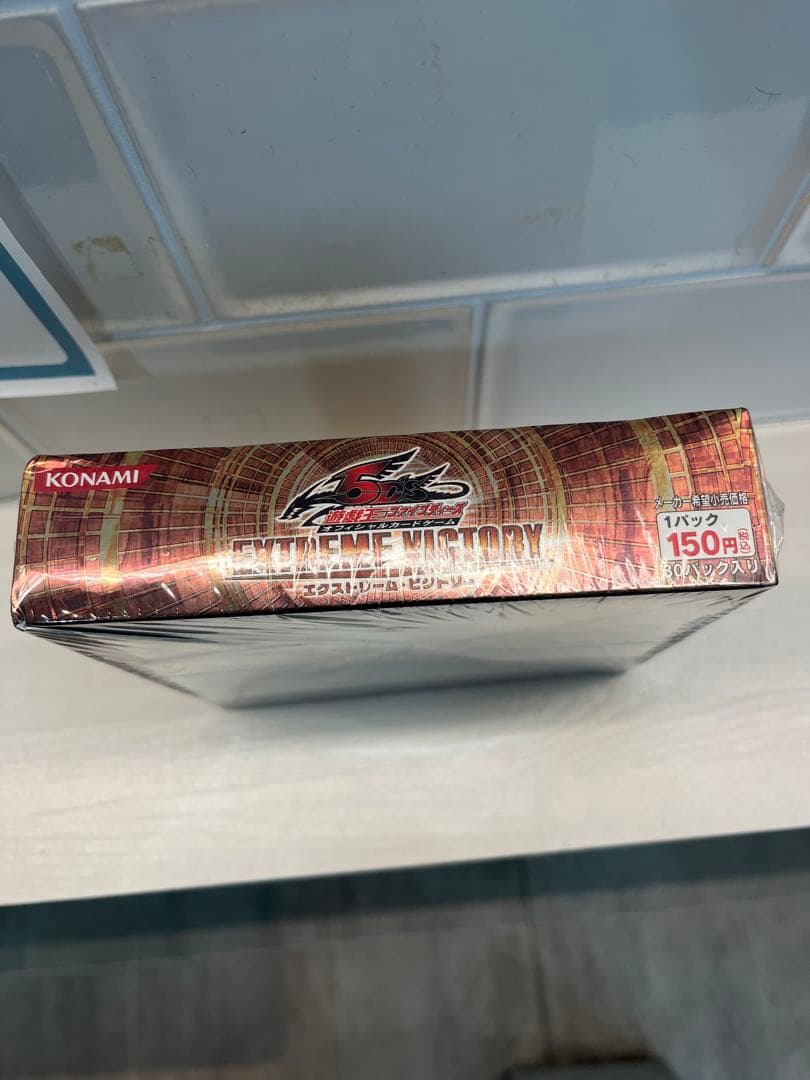 KONAMI
5D's
遊戯王ファイブディーズ
オフィシャルカードゲーム
EXTREME VICTORY
エクストリーム・ビクトリー
メーカー希望小売価格
1パック
150円(税込)
30パック入り